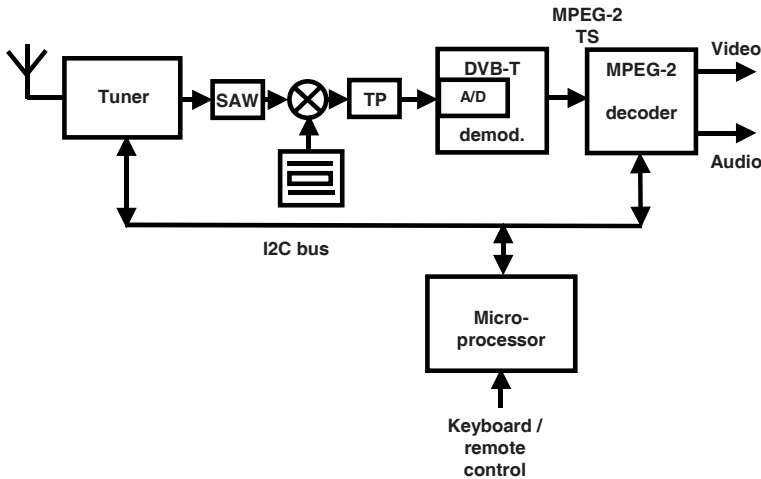 MPEG-2
TS
Video
Tuner
SAW
TP
DVB-T
A/D
demod.
MPEG-2
decoder
Audio
I2C bus
Micro-
processor
Keyboard /
remote
control